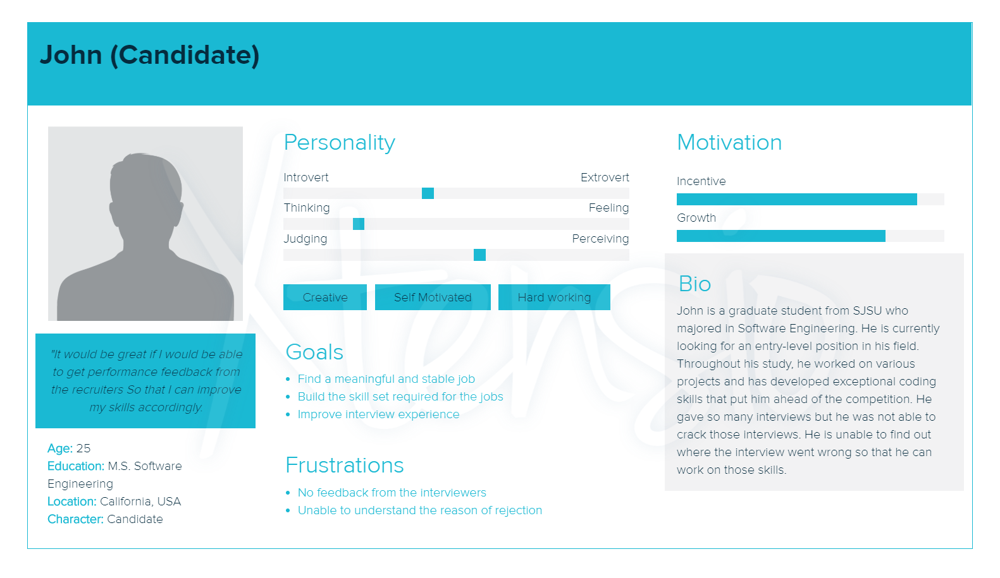 John (Candidate)
"It would be great if I would be able
to get performance feedback from
the recruiters So that I can improve
my skills accordingly.
Age: 25
Education: M.S. Software
Engineering
Location: California, USA
Character: Candidate
Personality
Introvert Extrovert
Thinking Feeling
Judging Perceiving
Creative Self Motivated Hard working
Goals
• Find a meaningful and stable job
• Build the skill set required for the jobs
• Improve interview experience
Frustrations
• No feedback from the interviewers
• Unable to understand the reason of rejection
Motivation
Incentive
Growth
Bio
John is a graduate student from SJSU who
majored in Software Engineering. He is currently
looking for an entry-level position in his field.
Throughout his study, he worked on various
projects and has developed exceptional coding
skills that put him ahead of the competition. He
gave so many interviews but he was not able to
crack those interviews. He is unable to find out
where the interview went wrong so that he can
work on those skills.
Xtensio